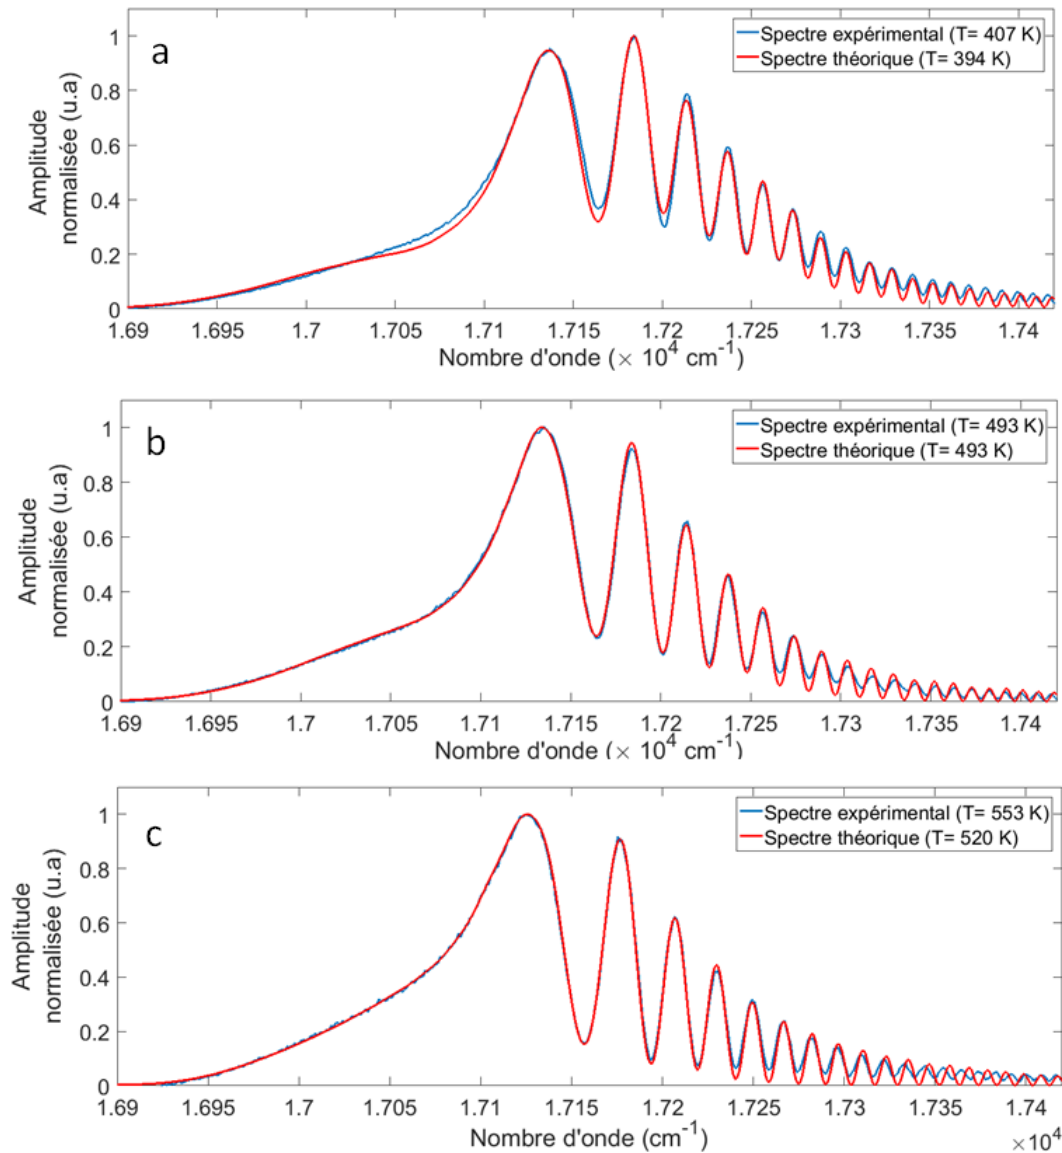 a
Spectre expérimental (T= 407 K)
Spectre théorique (T= 394 K)
Amplitude
normalisée (u.a)
1
0.8
0.6
0.4
0.2
0
1.69 1.695 1.7 1.705 1.71 1.715 1.72 1.725 1.73 1.735 1.74
Nombre d'onde (× 10⁴ cm⁻¹)
b
Spectre expérimental (T= 493 K)
Spectre théorique (T= 493 K)
Amplitude
normalisée (u.a)
1
0.8
0.6
0.4
0.2
0
1.69 1.695 1.7 1.705 1.71 1.715 1.72 1.725 1.73 1.735 1.74
Nombre d'onde (× 10⁴ cm⁻¹)
c
Spectre expérimental (T= 553 K)
Spectre théorique (T= 520 K)
Amplitude
normalisée (u.a)
1
0.8
0.6
0.4
0.2
0
1.69 1.695 1.7 1.705 1.71 1.715 1.72 1.725 1.73 1.735 1.74
Nombre d'onde (cm⁻¹)
×10⁴